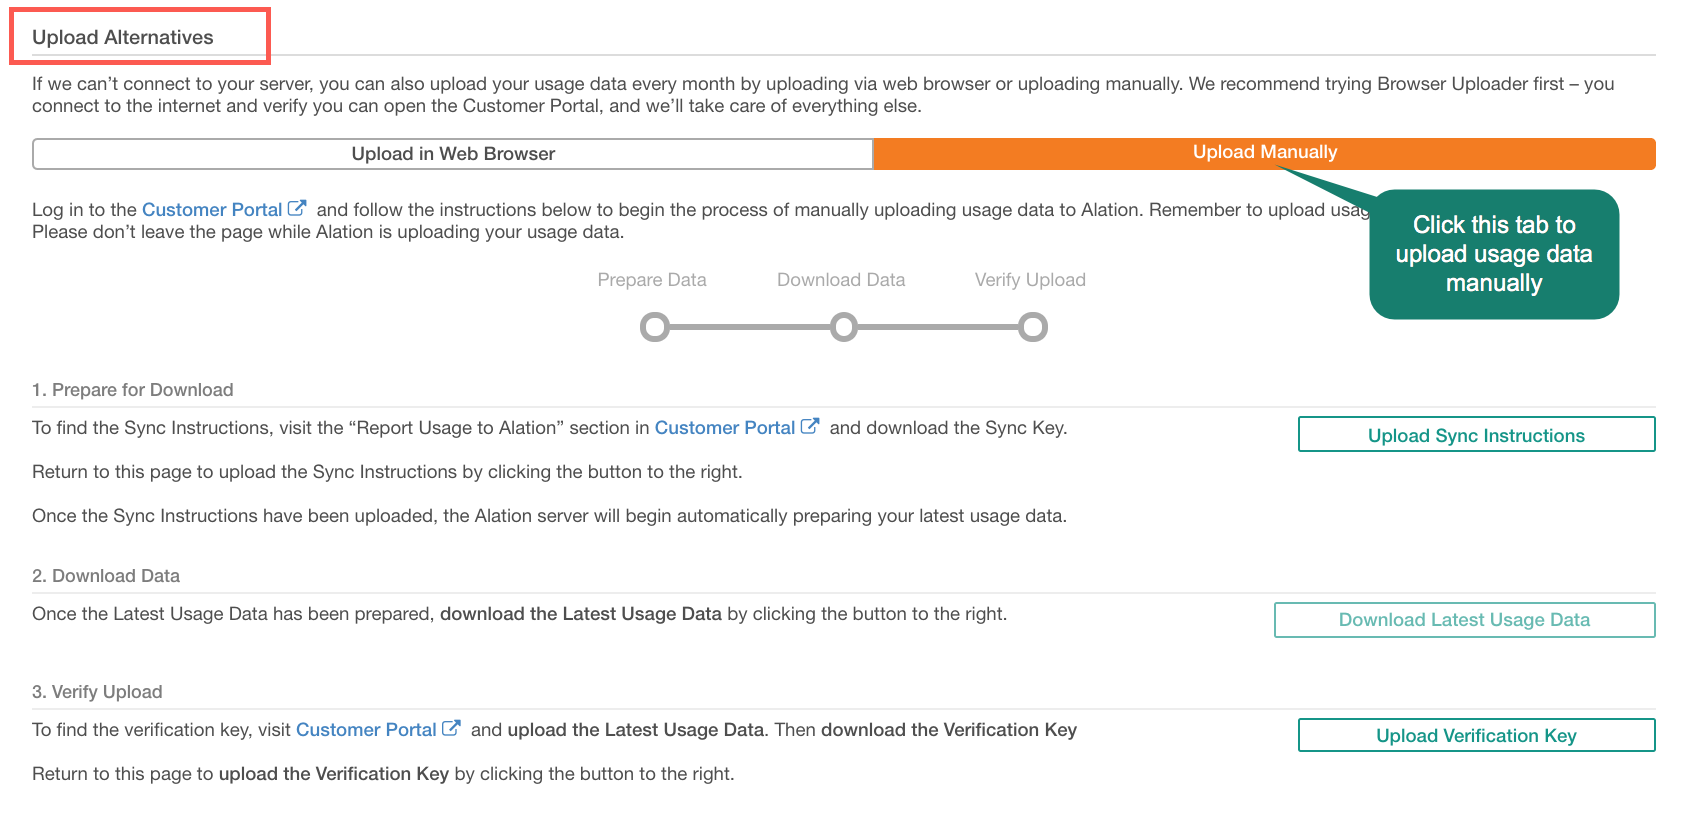 Upload Alternatives
If we can’t connect to your server, you can also upload your usage data every month by uploading via web browser or uploading manually. We recommend trying Browser Uploader first – you
connect to the internet and verify you can open the Customer Portal, and we’ll take care of everything else.
Upload in Web Browser
Upload Manually
Log in to the Customer Portal and follow the instructions below to begin the process of manually uploading usage data to Alation. Remember to upload
Please don’t leave the page while Alation is uploading your usage data.
Click this tab to
upload usage data
manually
Prepare Data
Download Data
Verify Upload
1. Prepare for Download
To find the Sync Instructions, visit the “Report Usage to Alation” section in Customer Portal and download the Sync Key.
Upload Sync Instructions
Return to this page to upload the Sync Instructions by clicking the button to the right.
Once the Sync Instructions have been uploaded, the Alation server will begin automatically preparing your latest usage data.
2. Download Data
Once the Latest Usage Data has been prepared, download the Latest Usage Data by clicking the button to the right.
Download Latest Usage Data
3. Verify Upload
To find the verification key, visit Customer Portal and upload the Latest Usage Data. Then download the Verification Key
Upload Verification Key
Return to this page to upload the Verification Key by clicking the button to the right.